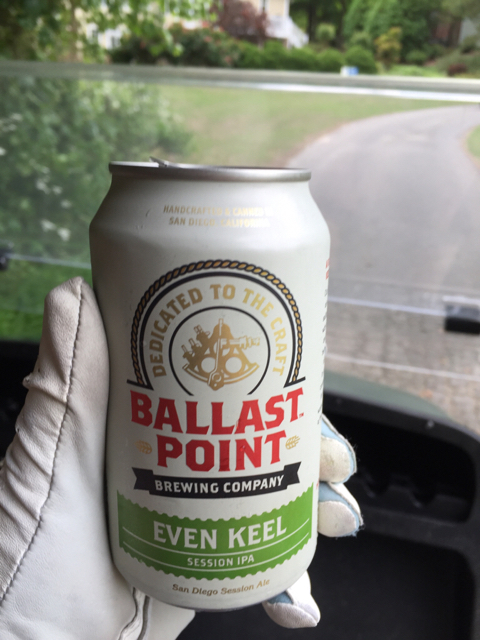 HANDCRAFTED & CANNED IN
SAN DIEGO, CALIFORNIA
DEDICATED TO THE CRAFT
BALLAST
POINT
BREWING COMPANY
EVEN KEEL
SESSION IPA
San Diego Session Ale